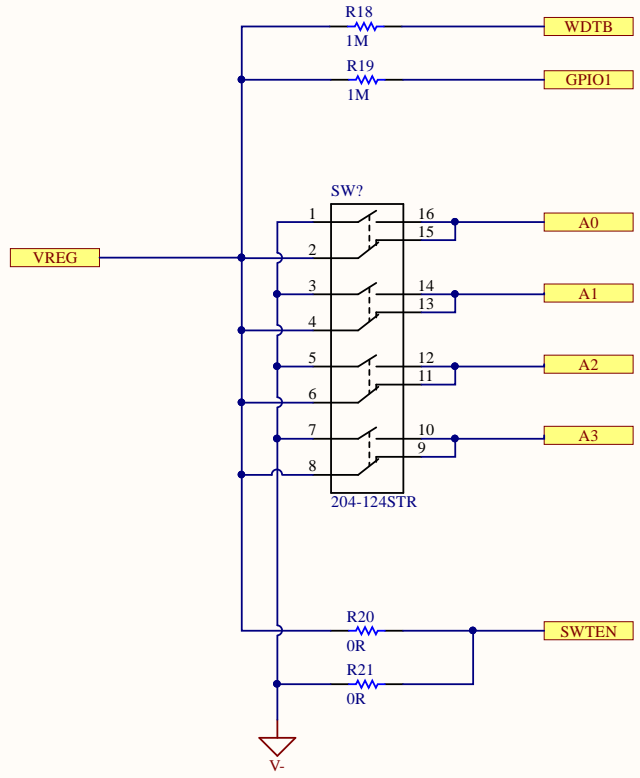 R18
WDTB
1M
R19
GPIO1
1M
SW?
1 16 A0
15
VREG
2
3 14 A1
13
4
5 12 A2
11
6
7 10 A3
9
8
204-124STR
R20
SWTEN
0R
R21
0R
V-